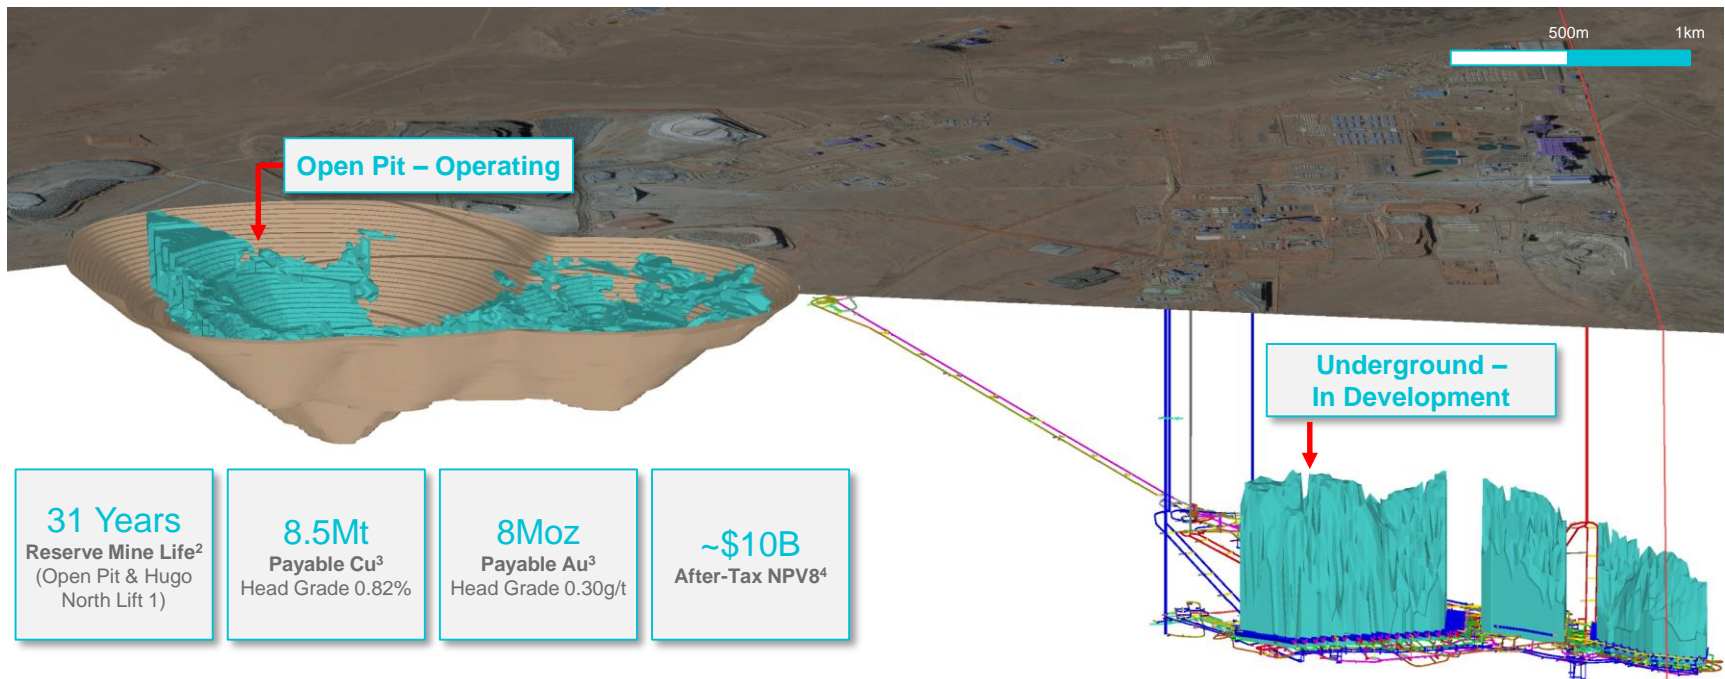 500m 1km
Open Pit – Operating
Underground –
In Development
31 Years
Reserve Mine Life²
(Open Pit & Hugo
North Lift 1)
8.5Mt
Payable Cu³
Head Grade 0.82%
8Moz
Payable Au³
Head Grade 0.30g/t
~$10B
After-Tax NPV8⁴